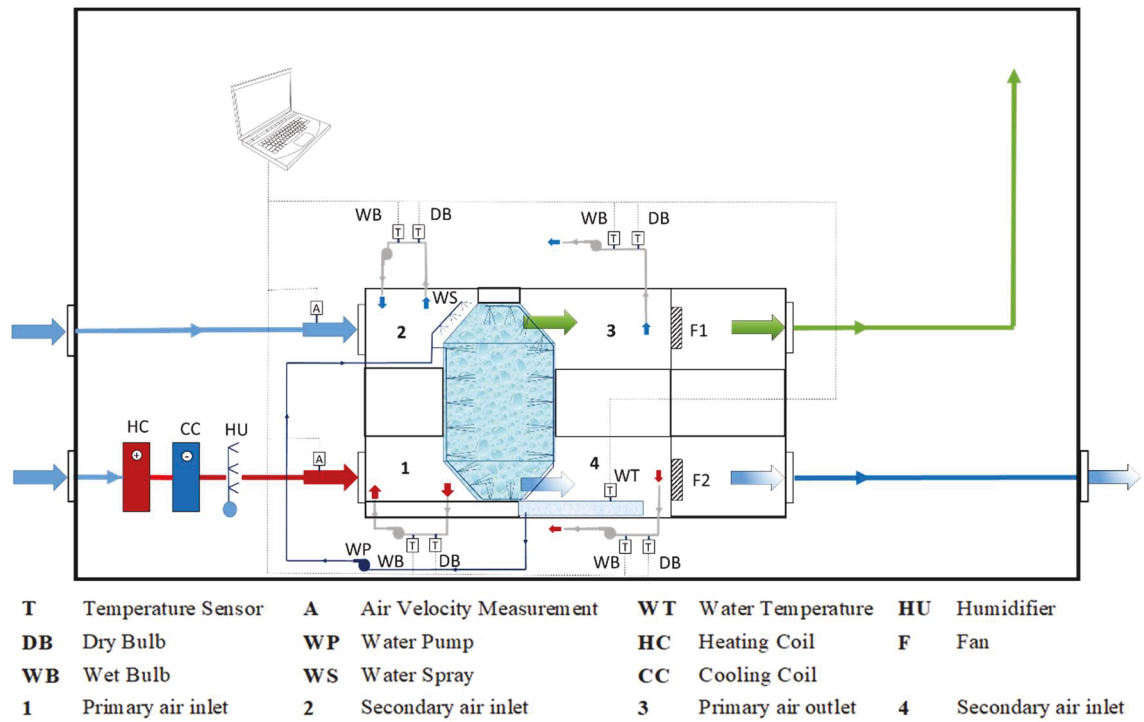 WB DB WB DB
T T T T
A WS
2 3 F1
HC CC HU
+ -
A 1 4 WT F2
T
WP WB T T DB WB T T DB
T Temperature Sensor A Air Velocity Measurement WT Water Temperature HU Humidifier
DB Dry Bulb WP Water Pump HC Heating Coil F Fan
WB Wet Bulb WS Water Spray CC Cooling Coil
1 Primary air inlet 2 Secondary air inlet 3 Primary air outlet 4 Secondary air inlet